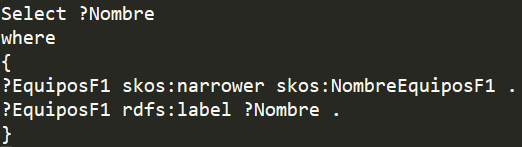 Select ?Nombre
where
{
?EquiposF1 skos:narrower skos:NombreEquiposF1 .
?EquiposF1 rdfs:label ?Nombre .
}